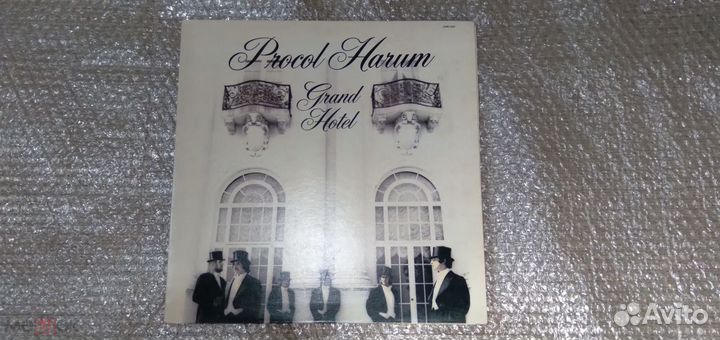 Procol Harum
Grand
Hotel
Avito